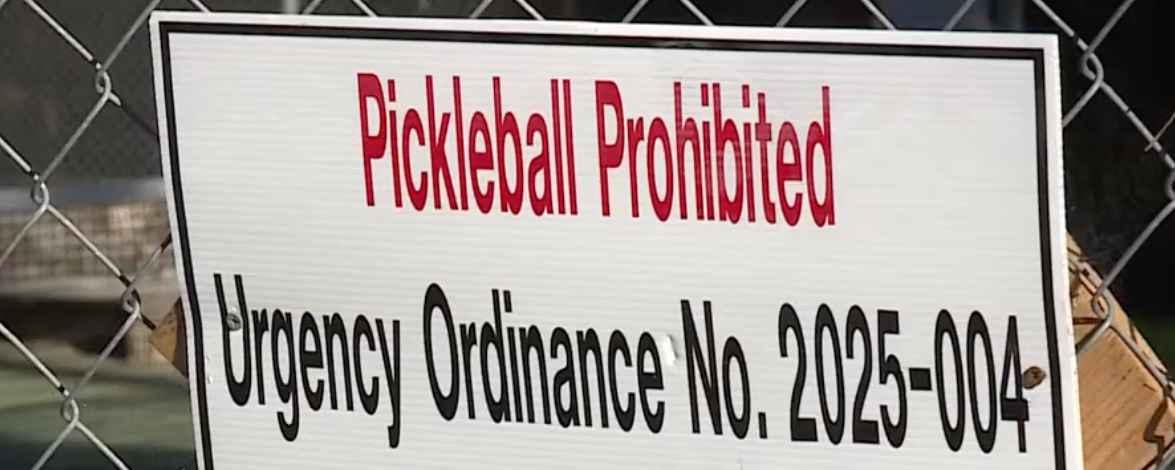 Pickleball Prohibited
Urgency Ordinance No. 2025-004